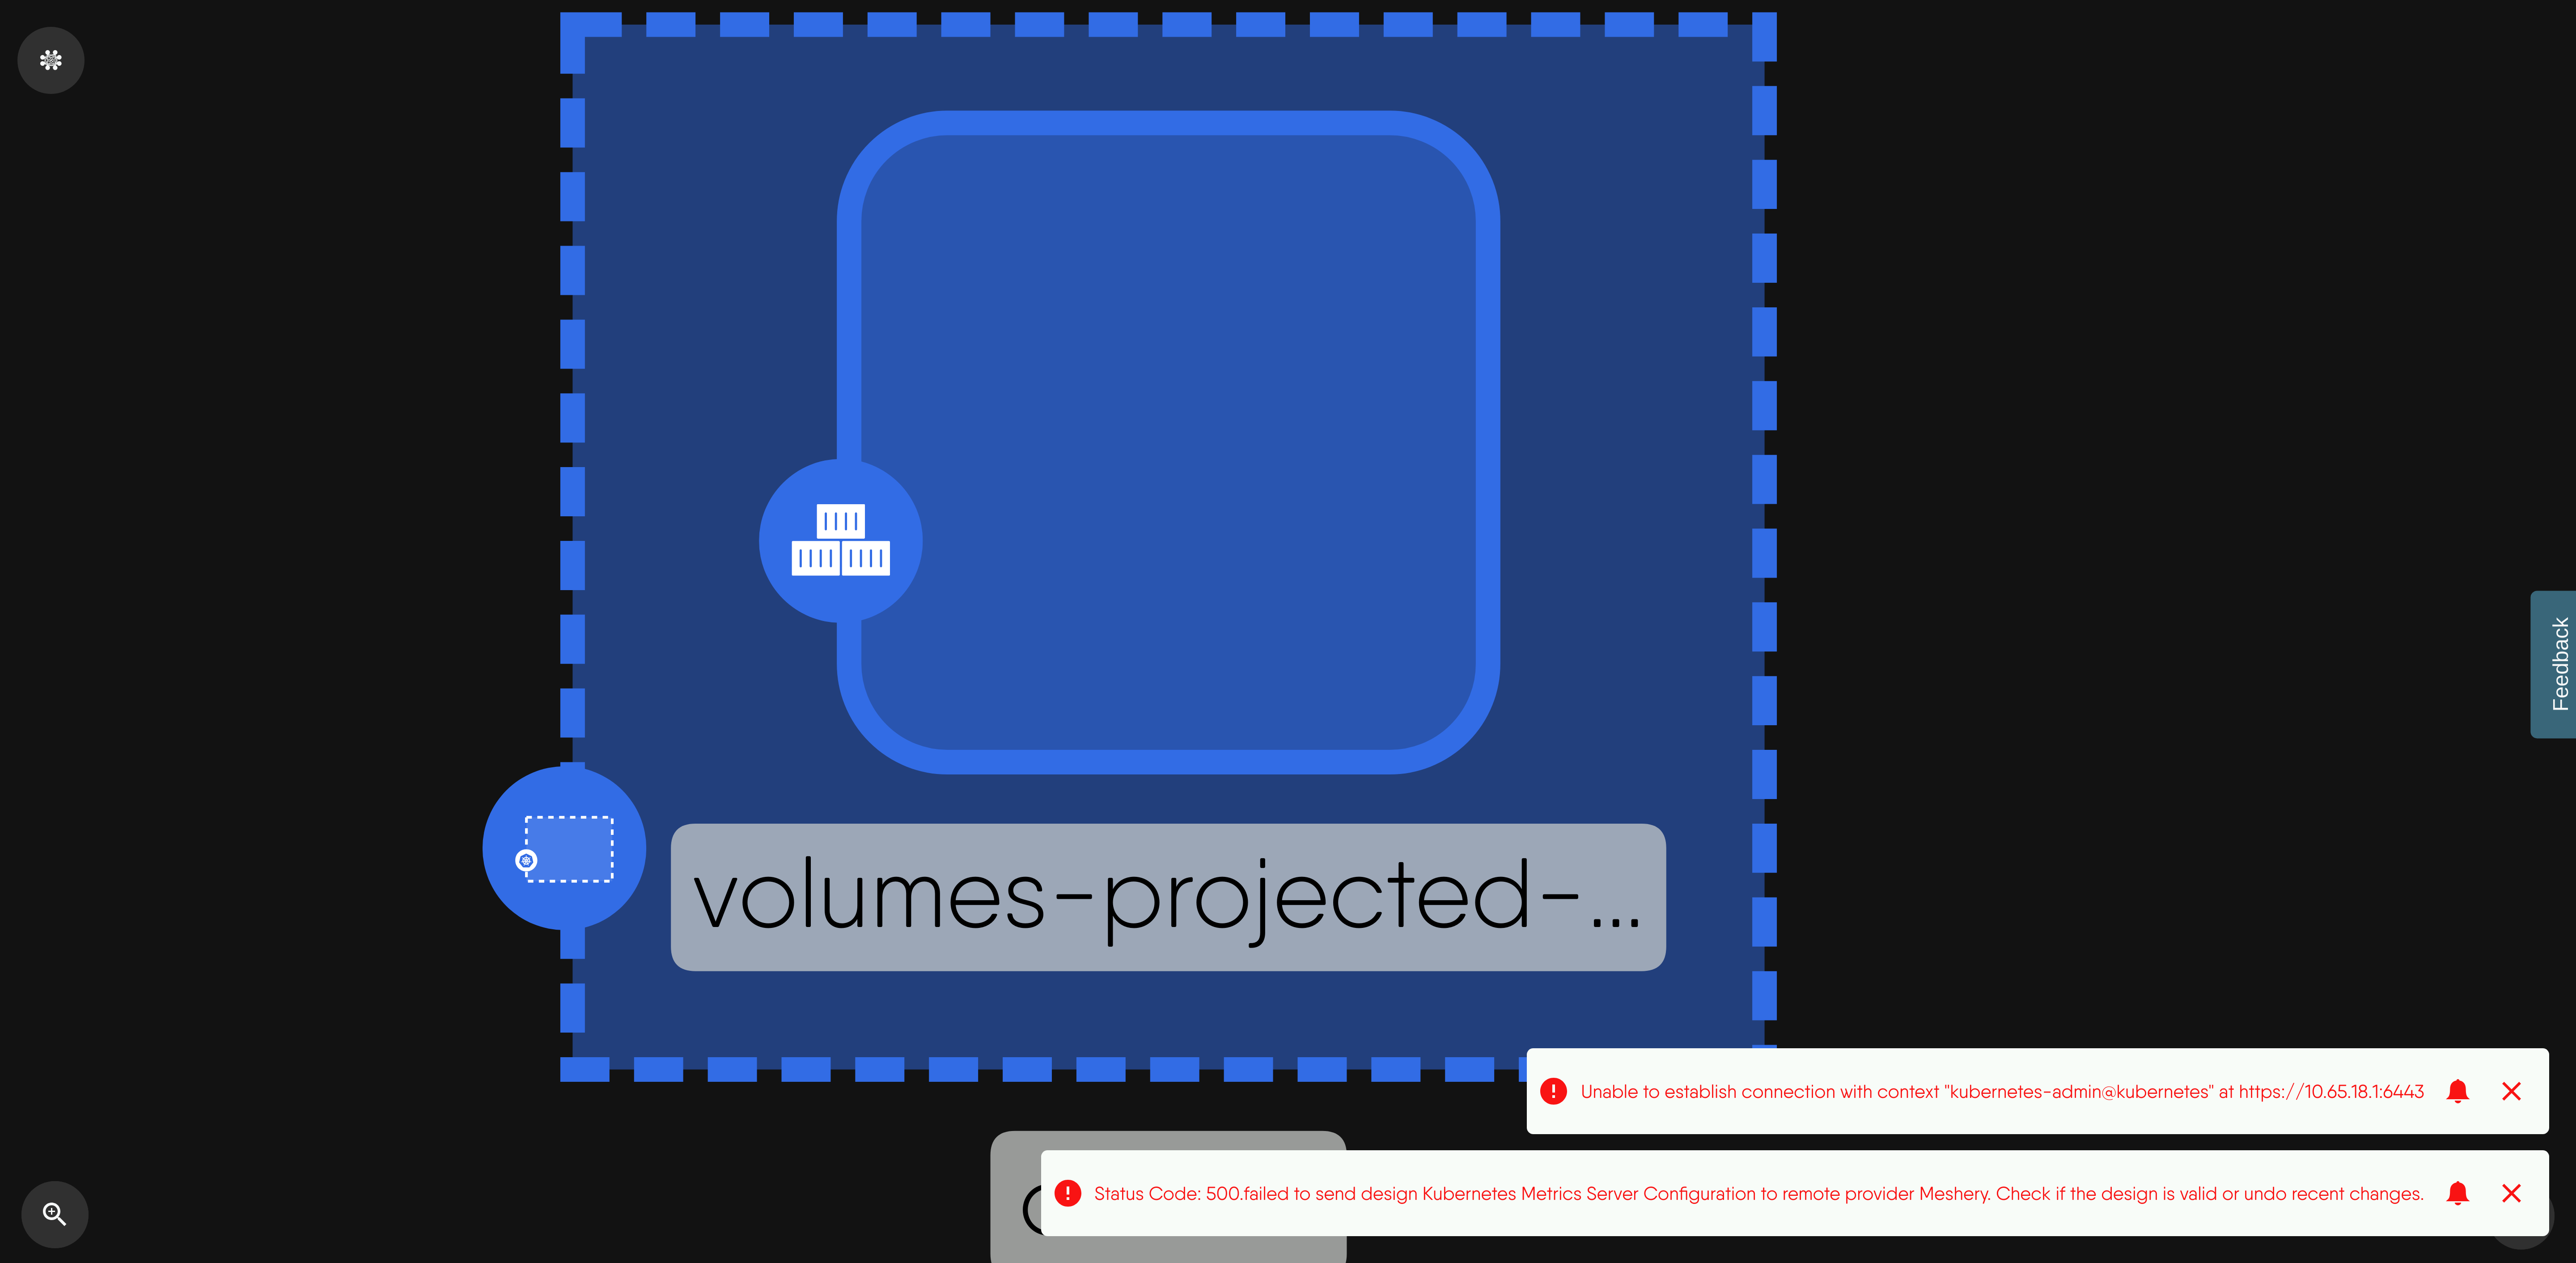 volumes-projected-...
Feedback
Unable to establish connection with context "kubernetes-admin@kubernetes" at https://10.65.18.1:6443
Status Code: 500.failed to send design Kubernetes Metrics Server Configuration to remote provider Meshery. Check if the design is valid or undo recent changes.